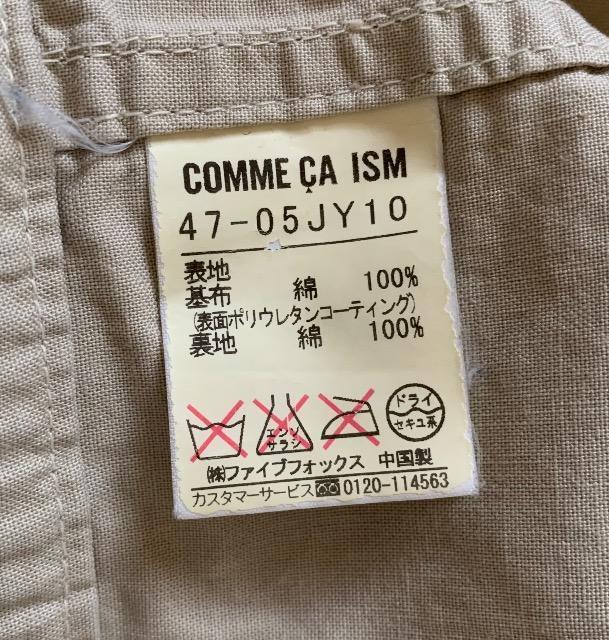 COMME ÇA ISM
47-05JY10
表地
基布 綿 100%
(表面ポリウレタンコーティング)
裏地 綿 100%
エンソ
サラシ
ドライ
セキユ系
㈱ファイブフォックス 中国製
カスタマーサービス 0120-114563